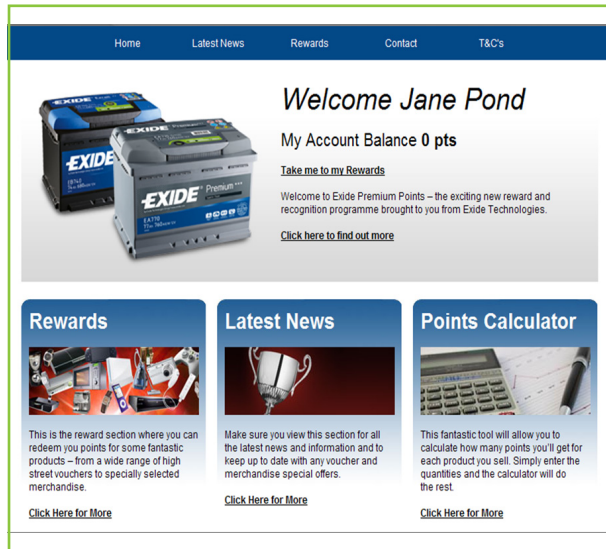 Home Latest News Rewards Contact T&C's
Welcome Jane Pond
My Account Balance 0 pts
Take me to my Rewards
Welcome to Exide Premium Points – the exciting new reward and
recognition programme brought to you from Exide Technologies.
Click here to find out more
EXIDE
EXIDE
EXIDE Premium
EXIDE Premium
EA770
Rewards
This is the reward section where you can
redeem you points for some fantastic
products – from a wide range of high
street vouchers to specially selected
merchandise.
Click Here for More
Latest News
Make sure you view this section for all
the latest news and information and to
keep up to date with any voucher and
merchandise special offers.
Click Here for More
Points Calculator
This fantastic tool will allow you to
calculate how many points you'll get for
each product you sell. Simply enter the
quantities and the calculator will do
the rest.
Click Here for More